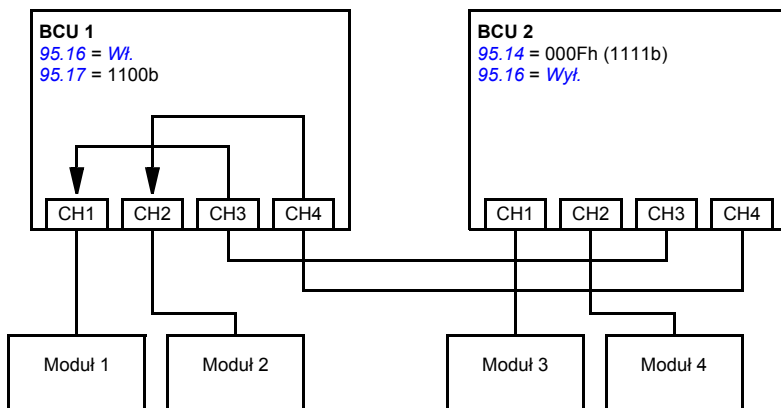 BCU 1
95.16 = Wł.
95.17 = 1100b
BCU 2
95.14 = 000Fh (1111b)
95.16 = Wył.
CH1 CH2 CH3 CH4
CH1 CH2 CH3 CH4
Moduł 1
Moduł 2
Moduł 3
Moduł 4